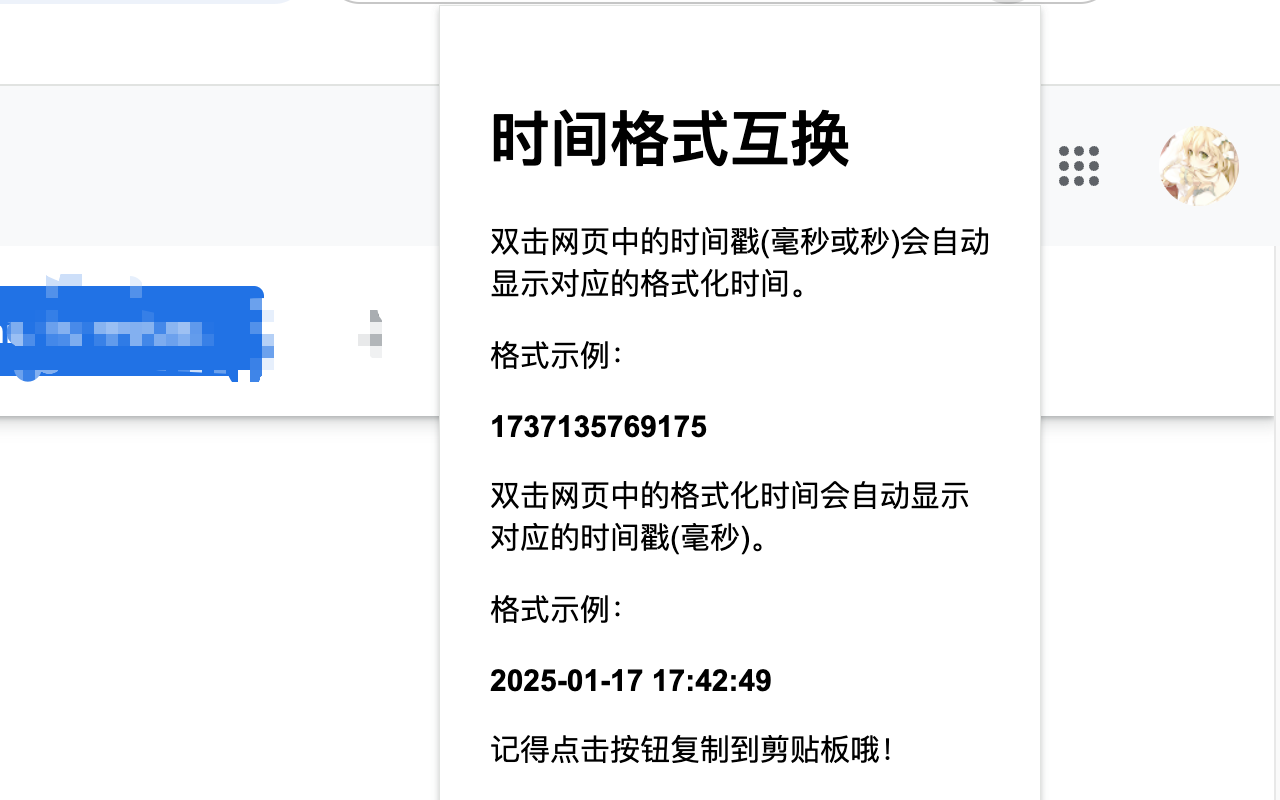 时间格式互换
双击网页中的时间戳(毫秒或秒)会自动
显示对应的格式化时间。
格式示例：
1737135769175
双击网页中的格式化时间会自动显示
对应的时间戳(毫秒)。
格式示例：
2025-01-17 17:42:49
记得点击按钮复制到剪贴板哦！